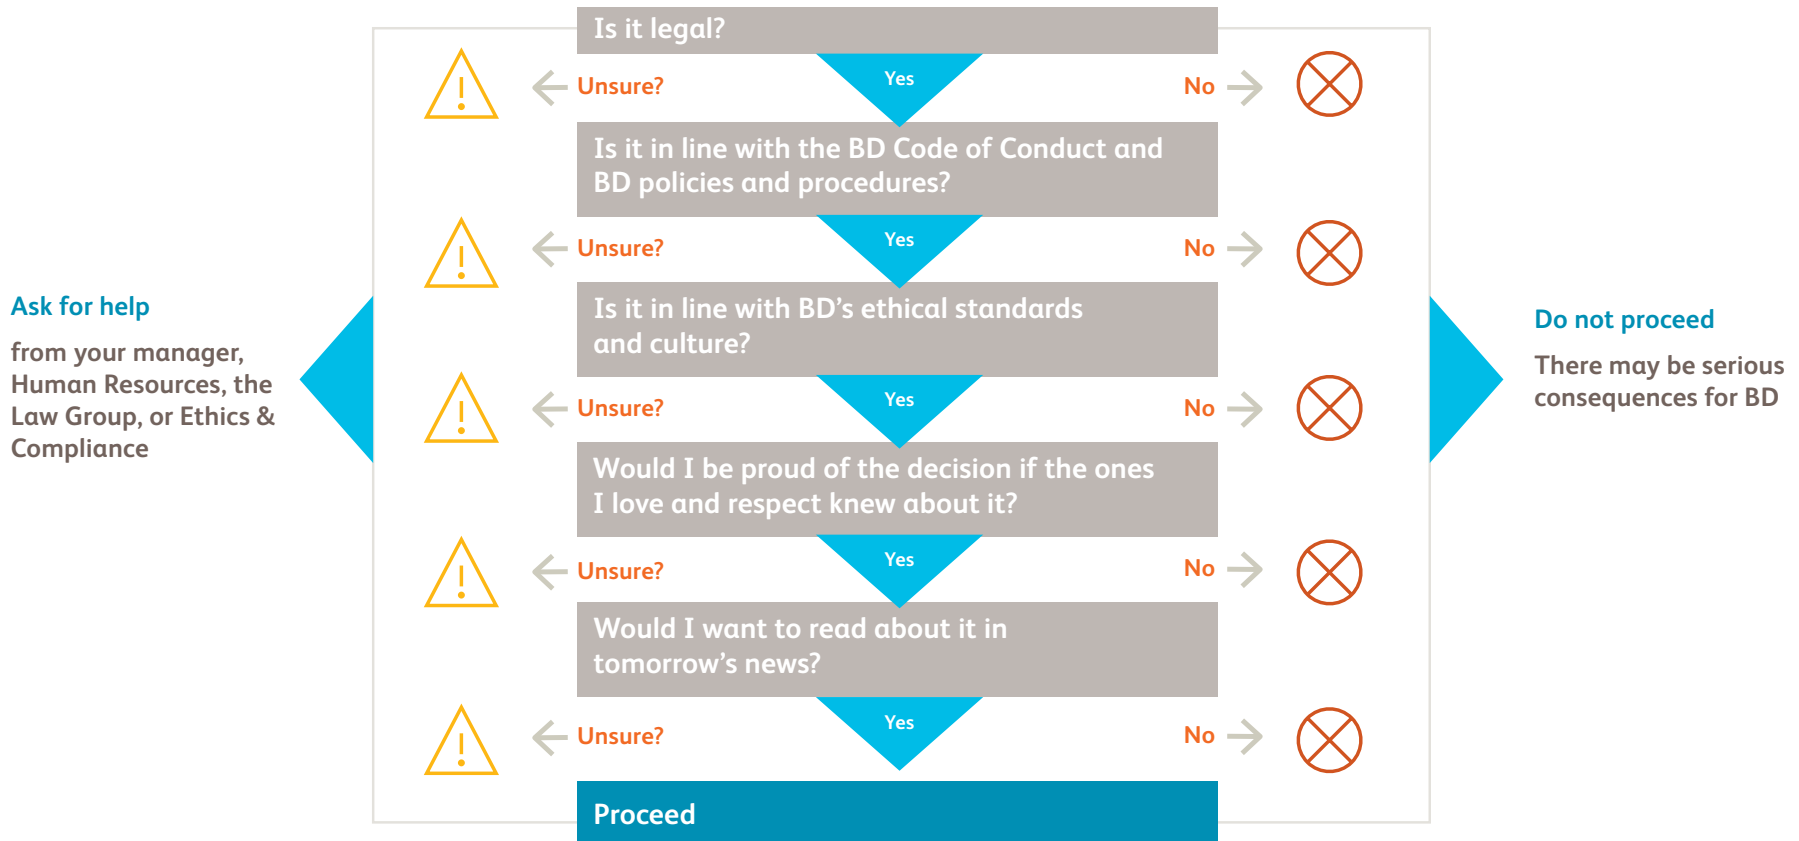 Is it legal?
Unsure?
Yes
No
Is it in line with the BD Code of Conduct and
BD policies and procedures?
Unsure?
Yes
No
Is it in line with BD’s ethical standards
and culture?
Unsure?
Yes
No
Would I be proud of the decision if the ones
I love and respect knew about it?
Unsure?
Yes
No
Would I want to read about it in
tomorrow’s news?
Unsure?
Yes
No
Proceed
Ask for help
from your manager,
Human Resources, the
Law Group, or Ethics &
Compliance
Do not proceed
There may be serious
consequences for BD